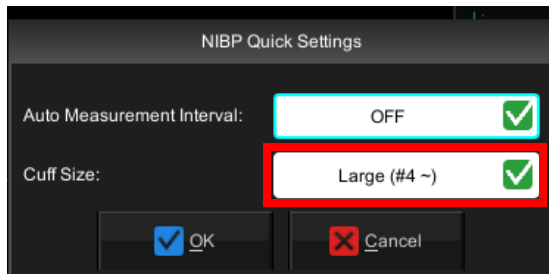 NIBP Quick Settings
Auto Measurement Interval: OFF
Cuff Size: Large (#4 ~)
OK Cancel